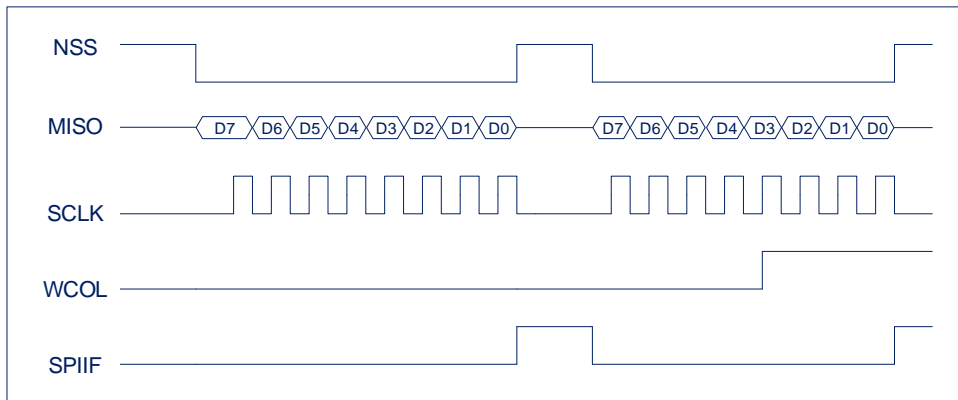 NSS
MISO D7 D6 D5 D4 D3 D2 D1 D0 D7 D6 D5 D4 D3 D2 D1 D0
SCLK
WCOL
SPIIF